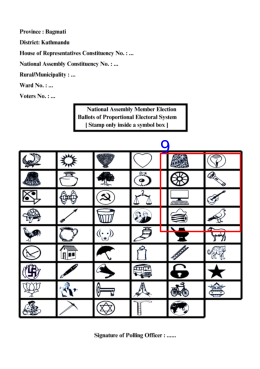 Province : Bagmati
District: Kathmandu
House of Representatives Constituency No. : ...
National Assembly Constituency No. : ...
Rural/Municipality : ...
Ward No. : ...
Voters No. : ...
National Assembly Member Election
Ballots of Proportional Electoral System
[ Stamp only inside a symbol box ]
9
Signature of Polling Officer : ......